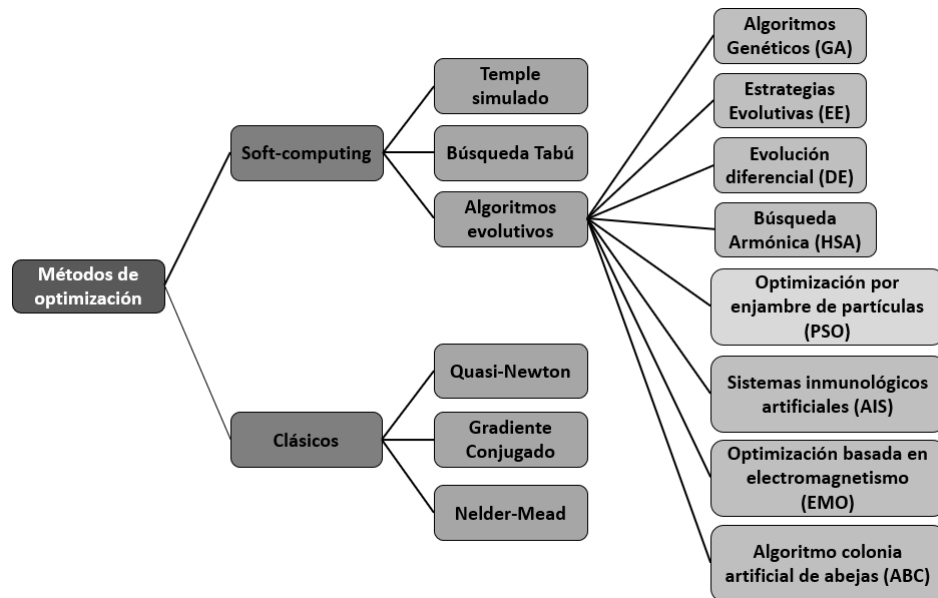 Métodos de
optimización
Soft-computing
Clásicos
Temple
simulado
Búsqueda Tabú
Algoritmos
evolutivos
Quasi-Newton
Gradiente
Conjugado
Nelder-Mead
Algoritmos
Genéticos (GA)
Estrategias
Evolutivas (EE)
Evolución
diferencial (DE)
Búsqueda
Armónica (HSA)
Optimización por
enjambre de partículas
(PSO)
Sistemas inmunológicos
artificiales (AIS)
Optimización basada en
electromagnetismo
(EMO)
Algoritmo colonia
artificial de abejas (ABC)